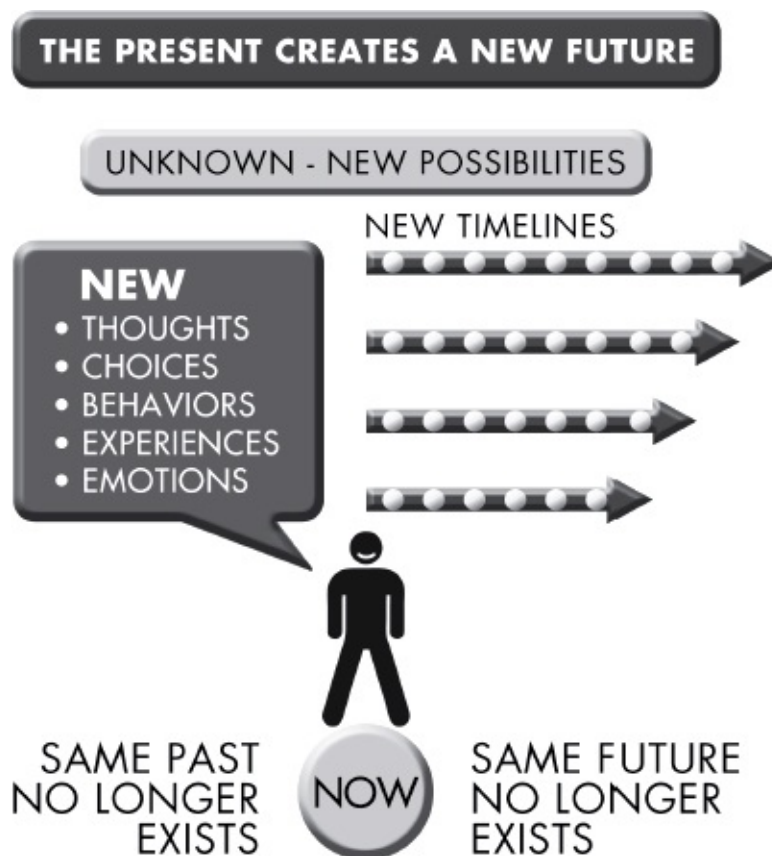 THE PRESENT CREATES A NEW FUTURE
UNKNOWN - NEW POSSIBILITIES
NEW TIMELINES
NEW
• THOUGHTS
• CHOICES
• BEHAVIORS
• EXPERIENCES
• EMOTIONS
SAME PAST
NO LONGER
EXISTS
NOW
SAME FUTURE
NO LONGER
EXISTS